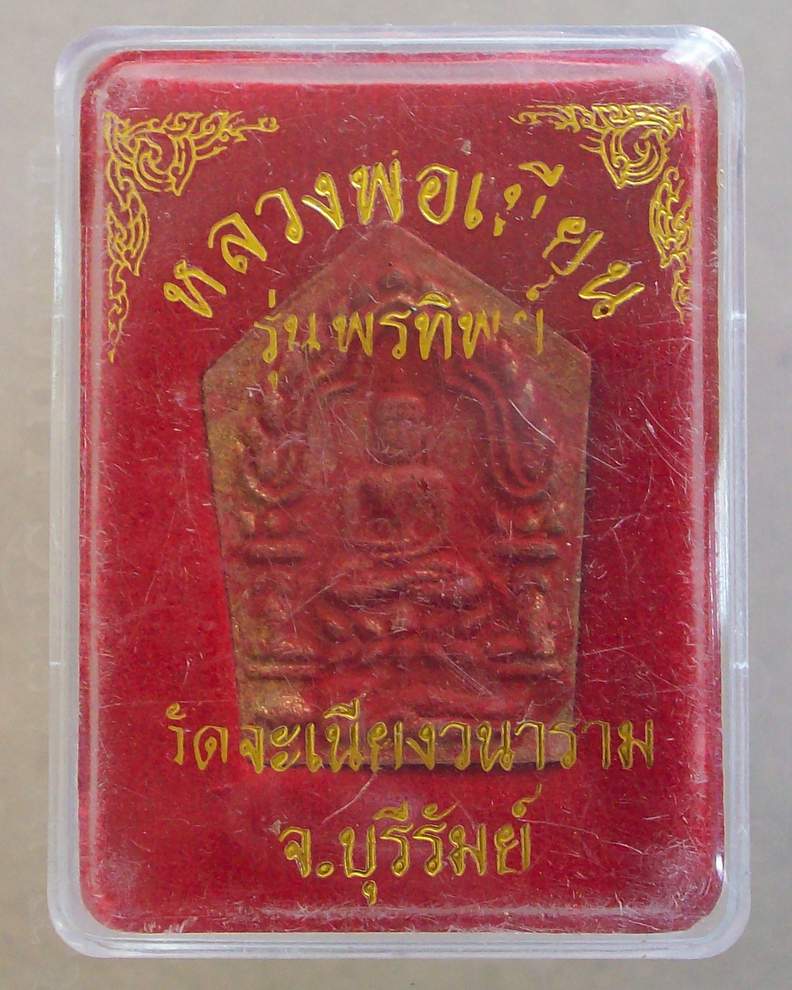 หลวงพ่อเมียน
รุ่น พรทิพย์
วัดจะเนียงวนาราม
จ.บุรีรัมย์